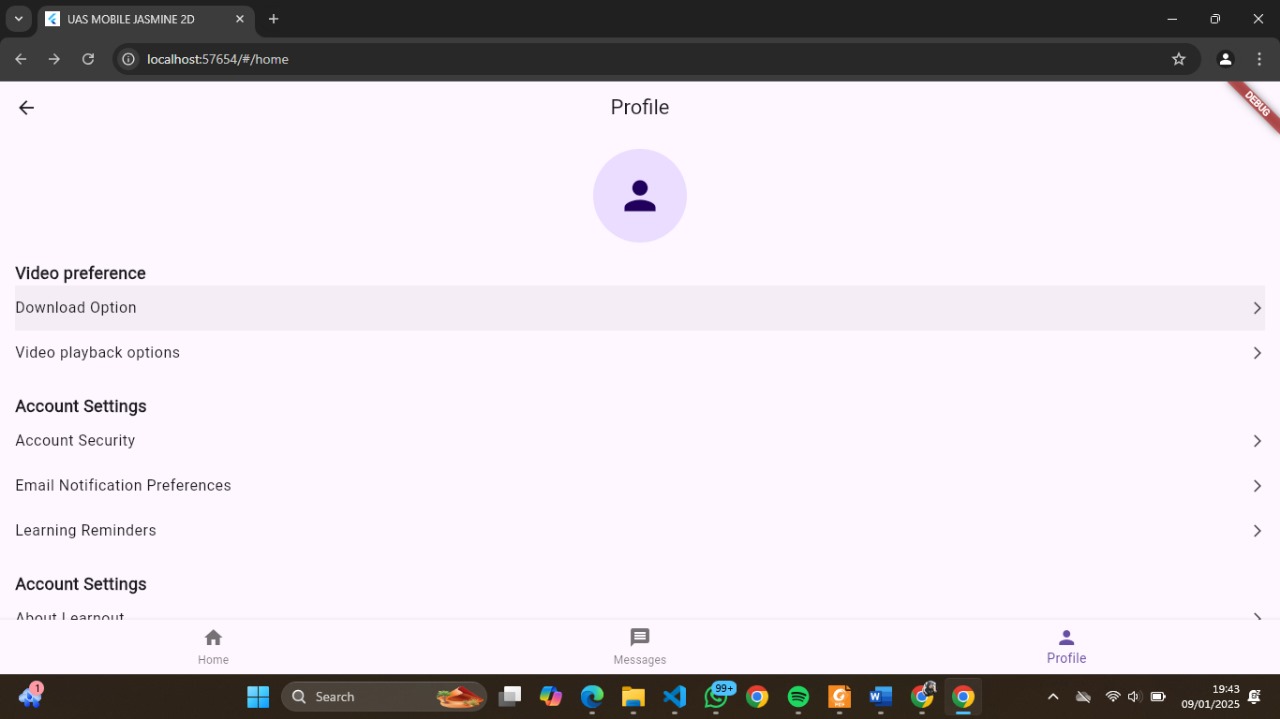 UAS MOBILE JASMINE 2D
localhost:57654/#/home
Profile
DEBUG
Video preference
Download Option
Video playback options
Account Settings
Account Security
Email Notification Preferences
Learning Reminders
Account Settings
About Learnout
Home
Messages
Profile
1
Search
99+
PDF
19:43
09/01/2025